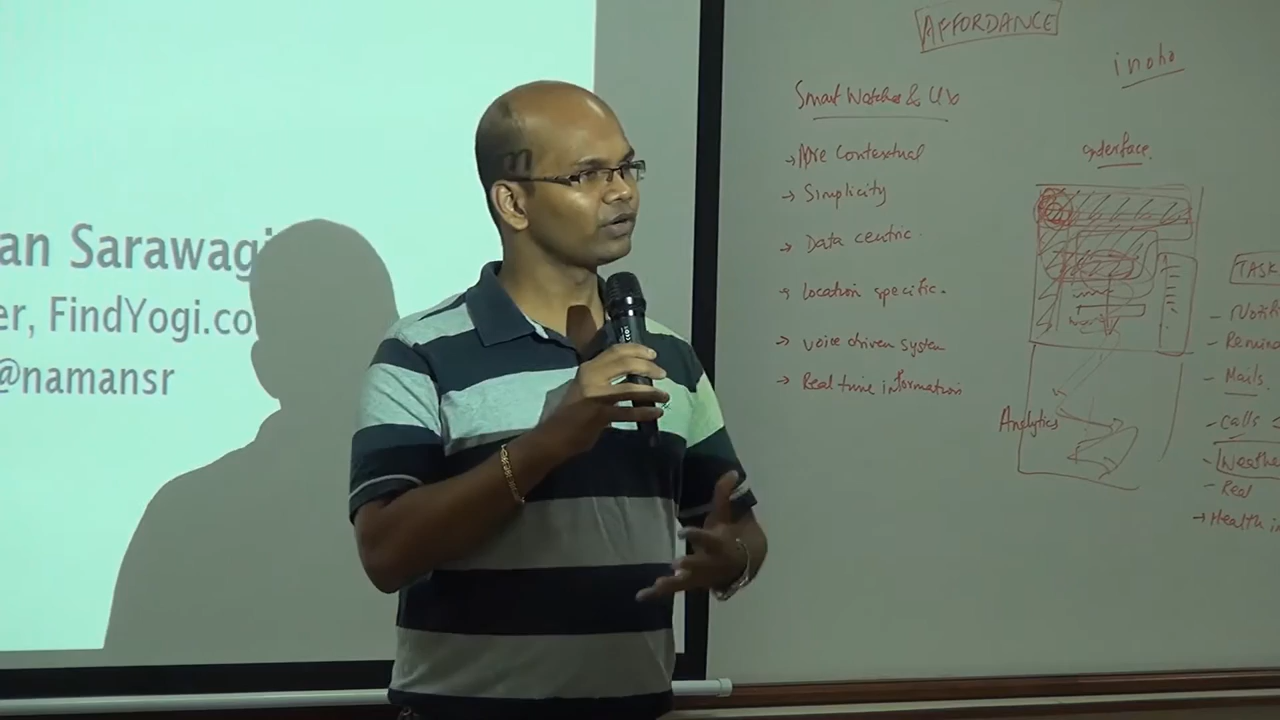 an Sarawagi
er, FindYogi.co
@namansr
AFFORDANCE
inoho
Smart Watches & UX
→ More Contextual
→ Simplicity
→ Data centric
→ location specific.
→ voice driven system
→ Real time information
interface
Analytics
TASK
- Notifi
- Remind
- Mails
- calls
- Weathe
- Real
→ Health in